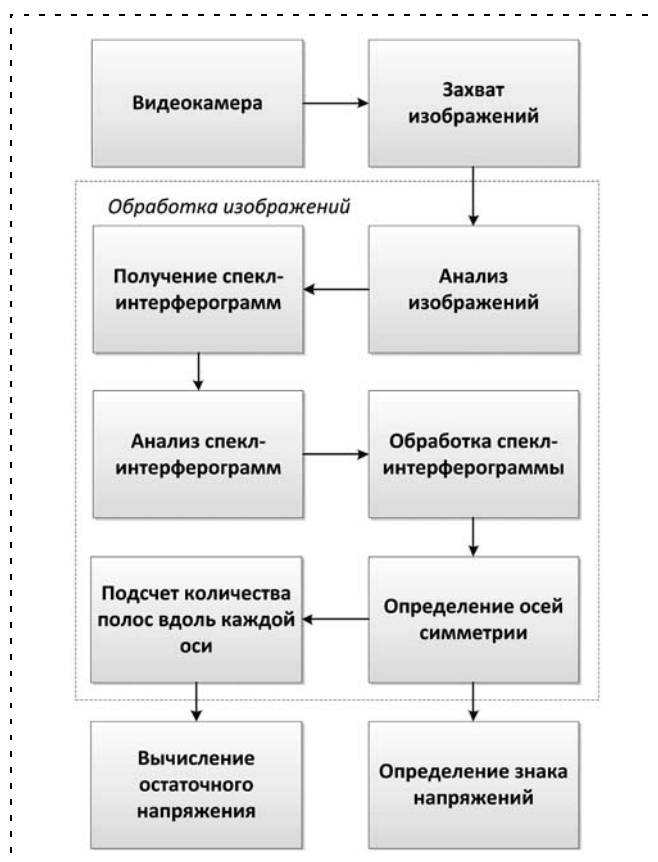 Видеокамера
Захват
изображений
Обработка изображений
Получение спекл-
интерферограмм
Анализ
изображений
Анализ спекл-
интерферограмм
Обработка спекл-
интерферограммы
Подсчет количества
полос вдоль каждой
оси
Определение осей
симметрии
Вычисление
остаточного
напряжения
Определение знака
напряжений